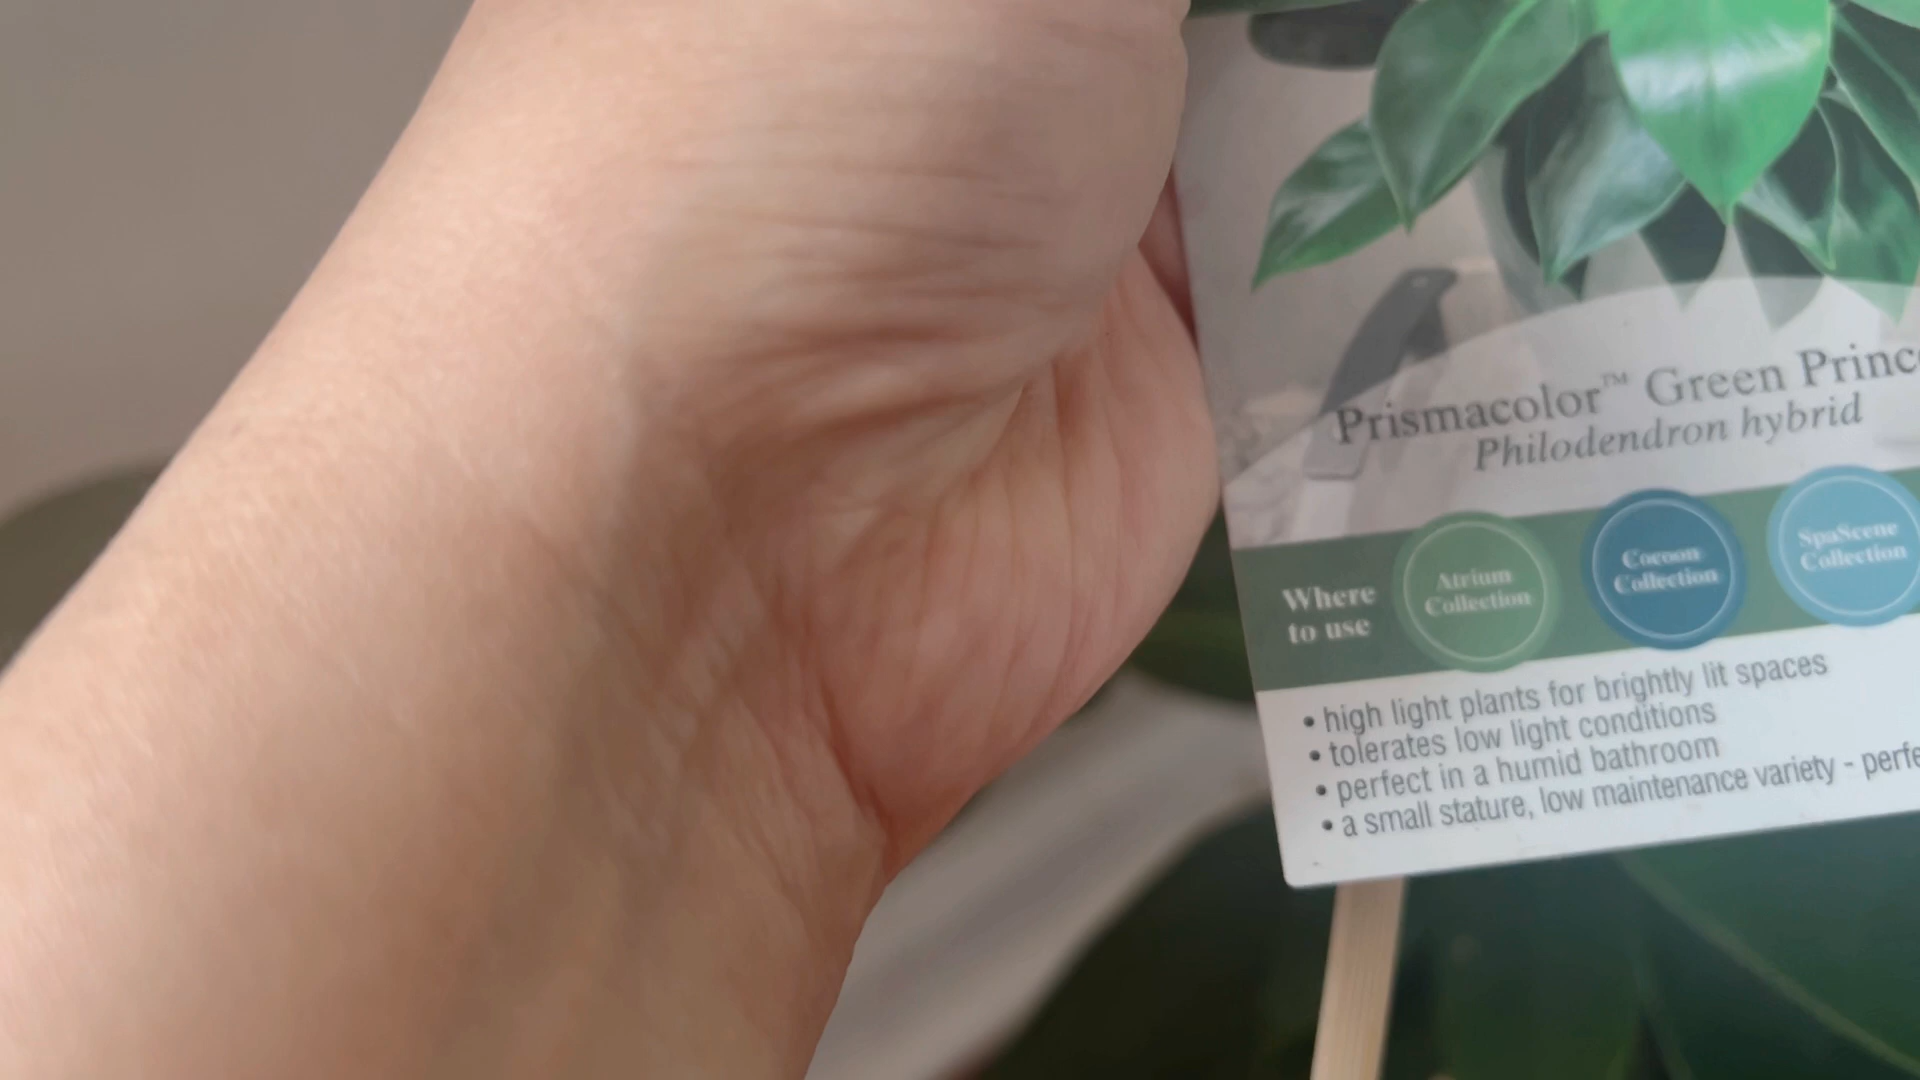 Prismacolor™ Green Princ
Philodendron hybrid
Where
to use
Atrium
Collection
Cocoon
Collection
SpaScene
Collection
• high light plants for brightly lit spaces
• tolerates low light conditions
• perfect in a humid bathroom
• a small stature, low maintenance variety - perfe